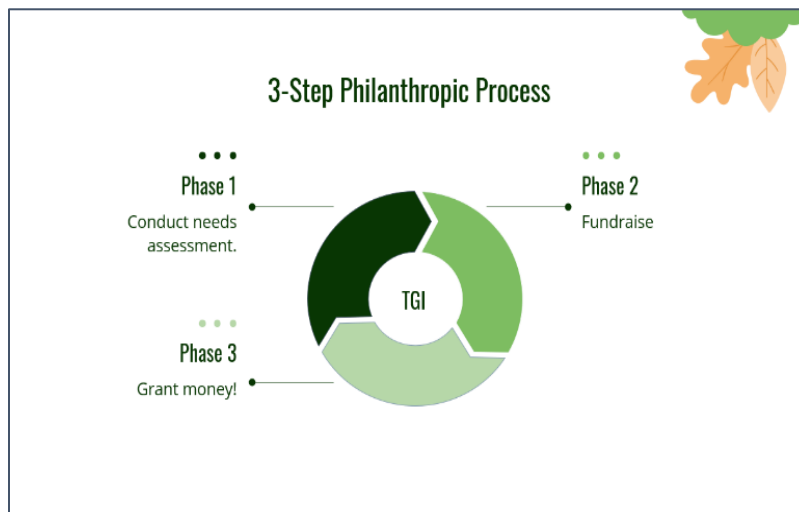 3-Step Philanthropic Process
Phase 1
Conduct needs
assessment.
Phase 2
Fundraise
TGI
Phase 3
Grant money!